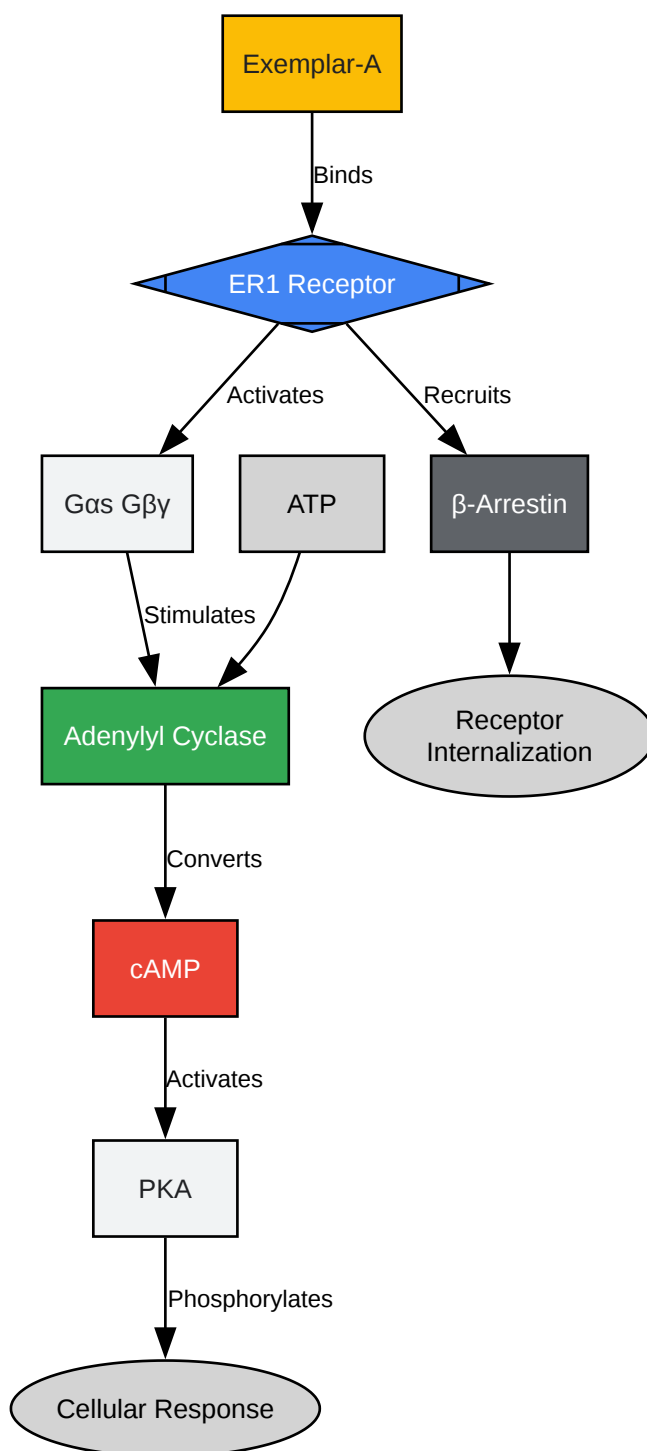 Exemplar-A
Binds
ER1 Receptor
Activates
Recruits
Gαs Gβγ
ATP
β-Arrestin
Stimulates
Adenylyl Cyclase
Receptor
Internalization
Converts
cAMP
Activates
PKA
Phosphorylates
Cellular Response